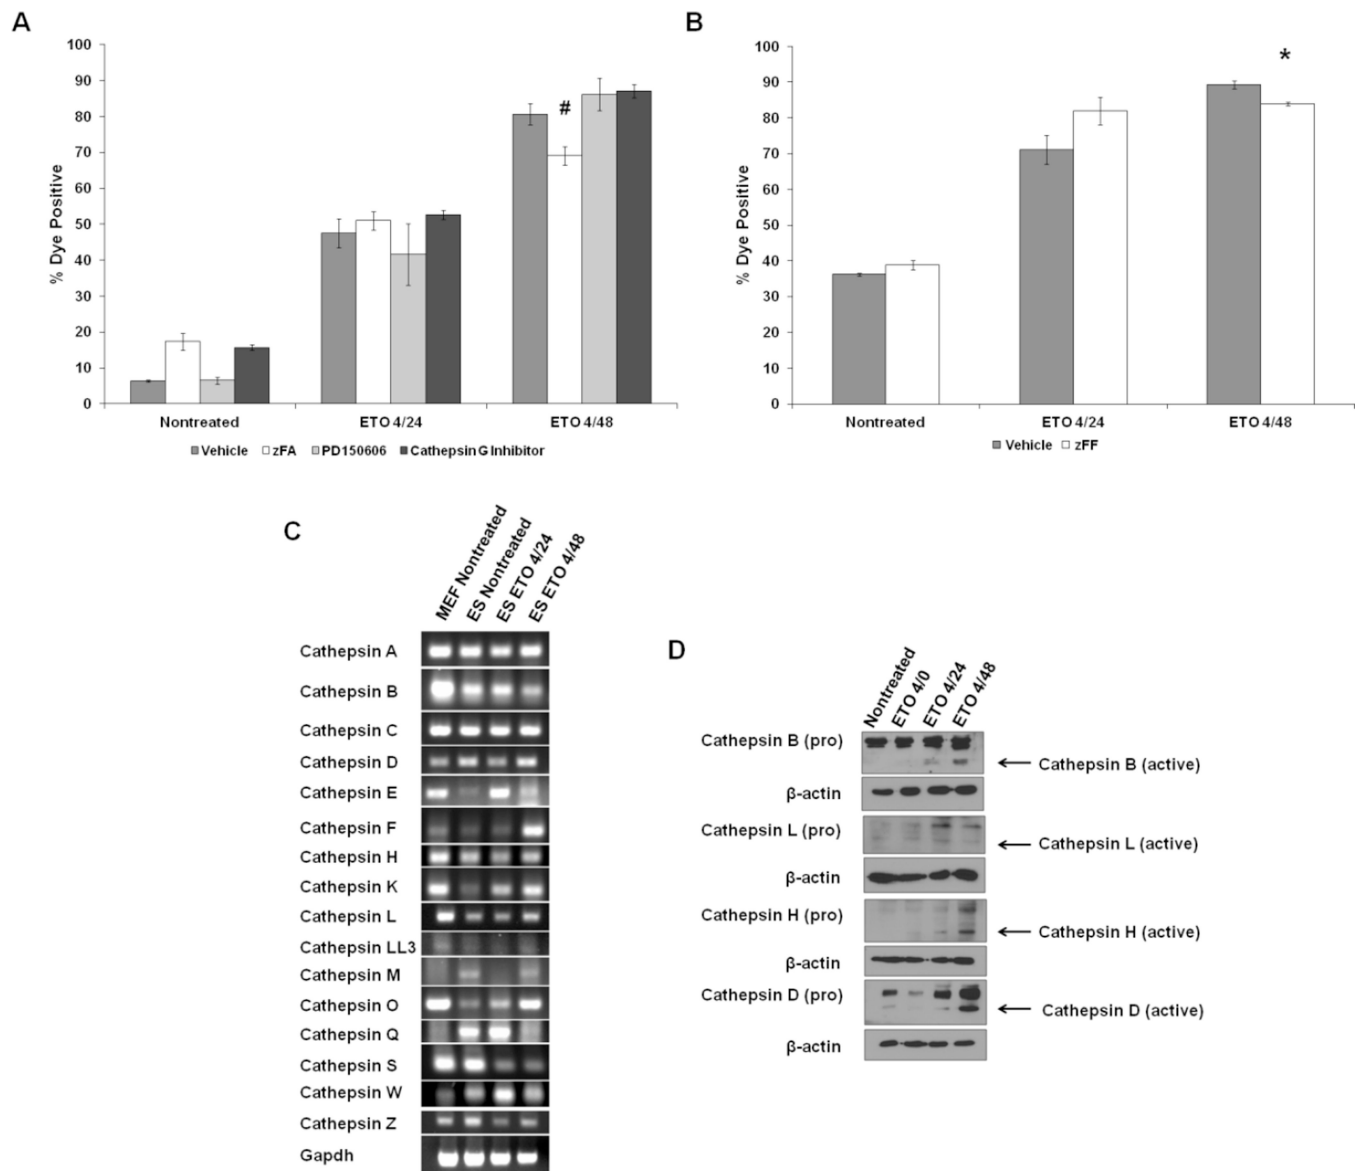 A
100
90
80
70
60
50
40
30
20
10
0
% Dye Positive
#
Nontreated ETO 4/24 ETO 4/48
Vehicle zFA PD150606 Cathepsin G Inhibitor
B
100
90
80
70
60
50
40
30
20
10
0
% Dye Positive
*
Nontreated ETO 4/24 ETO 4/48
Vehicle zFF
C
MEF Nontreated
ES Nontreated
ES ETO 4/24
ES ETO 4/48
Cathepsin A
Cathepsin B
Cathepsin C
Cathepsin D
Cathepsin E
Cathepsin F
Cathepsin H
Cathepsin K
Cathepsin L
Cathepsin LL3
Cathepsin M
Cathepsin O
Cathepsin Q
Cathepsin S
Cathepsin W
Cathepsin Z
Gapdh
D
Nontreated
ETO 4/0
ETO 4/24
ETO 4/48
Cathepsin B (pro)
Cathepsin B (active)
β-actin
Cathepsin L (pro)
Cathepsin L (active)
β-actin
Cathepsin H (pro)
Cathepsin H (active)
β-actin
Cathepsin D (pro)
Cathepsin D (active)
β-actin